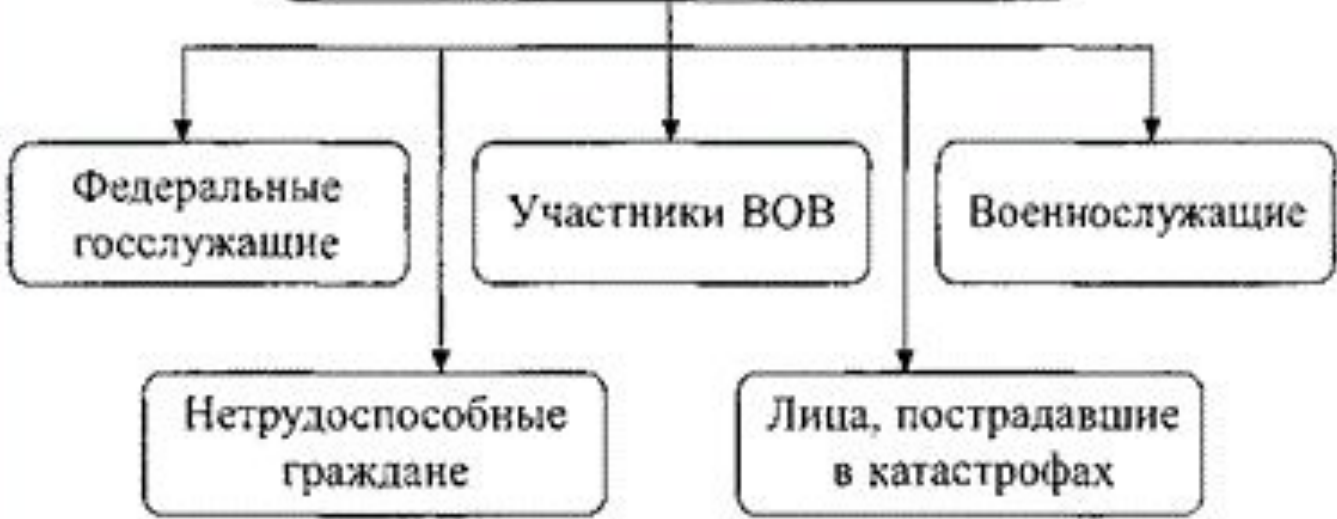 Федеральные
госслужащие
Участники ВОВ
Военнослужащие
Нетрудоспособные
граждане
Лица, пострадавшие
в катастрофах